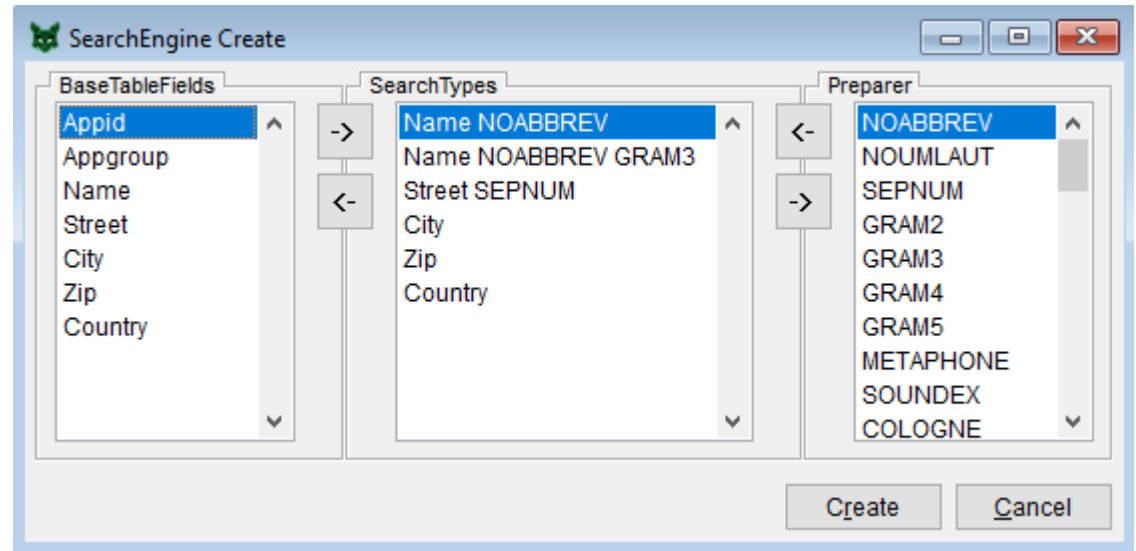 SearchEngine Create
BaseTableFields
Appid
Appgroup
Name
Street
City
Zip
Country
->
<-
SearchTypes
Name NOABBREV
Name NOABBREV GRAM3
Street SEPNUM
City
Zip
Country
<-
->
Preparer
NOABBREV
NOUMLAUT
SEPNUM
GRAM2
GRAM3
GRAM4
GRAM5
METAPHONE
SOUNDEX
COLOGNE
Create
Cancel